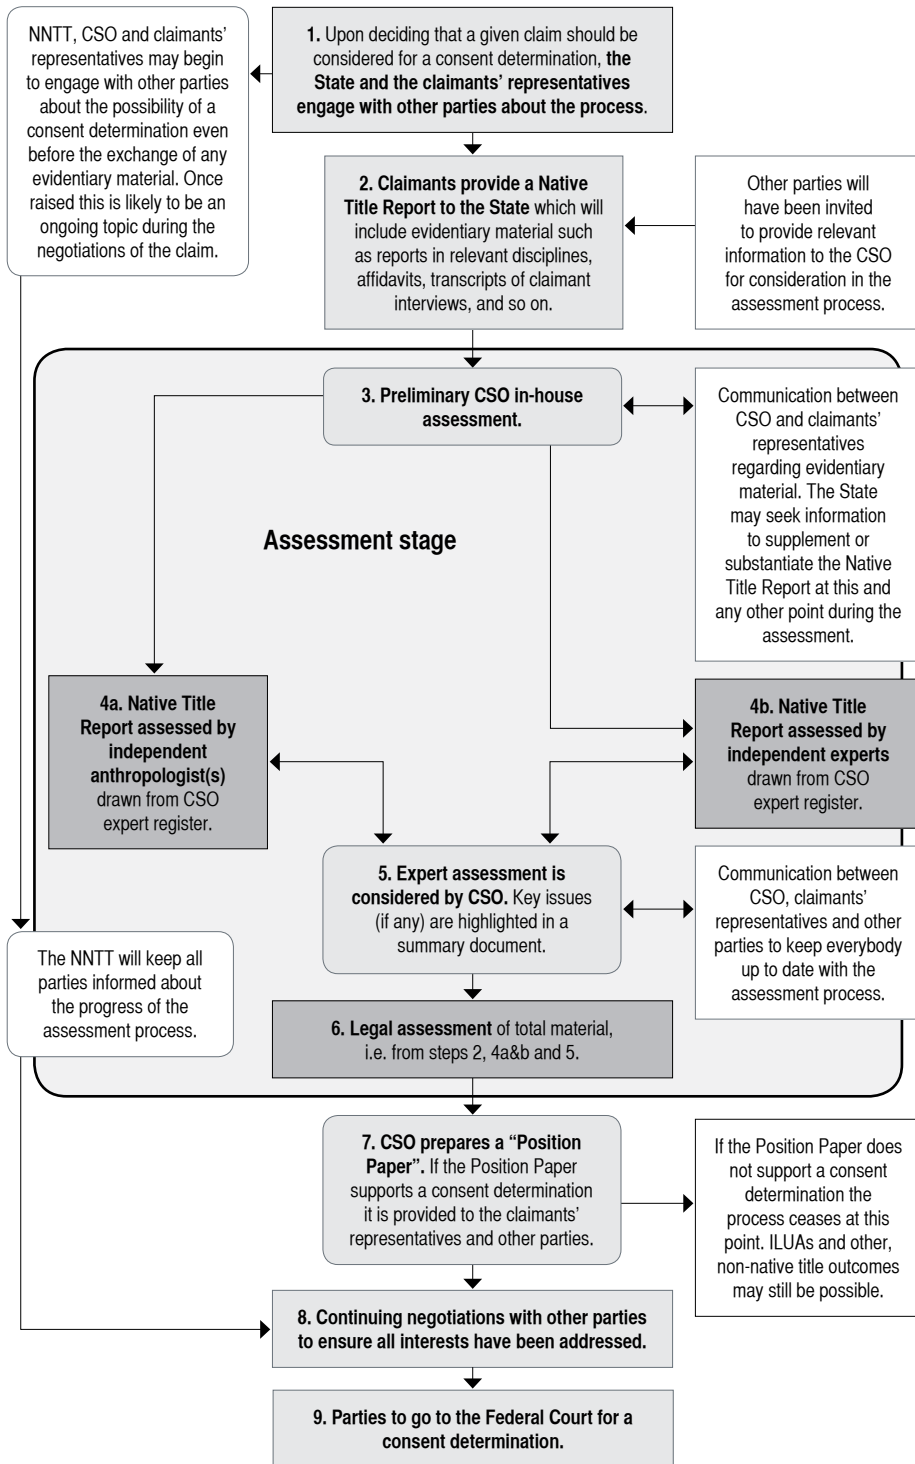 NNTT, CSO and claimants'
representatives may begin
to engage with other parties
about the possibility of a
consent determination even
before the exchange of any
evidentiary material. Once
raised this is likely to be an
ongoing topic during the
negotiations of the claim.
1. Upon deciding that a given claim should be
considered for a consent determination, the
State and the claimants' representatives
engage with other parties about the process.
2. Claimants provide a Native
Title Report to the State which will
include evidentiary material such
as reports in relevant disciplines,
affidavits, transcripts of claimant
interviews, and so on.
Other parties will
have been invited
to provide relevant
information to the CSO
for consideration in the
assessment process.
3. Preliminary CSO in-house
assessment.
Communication between
CSO and claimants'
representatives
regarding evidentiary
material. The State
may seek information
to supplement or
substantiate the Native
Title Report at this and
any other point during the
assessment.
Assessment stage
4a. Native Title
Report assessed by
independent
anthropologist(s)
drawn from CSO
expert register.
4b. Native Title
Report assessed by
independent experts
drawn from CSO
expert register.
5. Expert assessment is
considered by CSO. Key issues
(if any) are highlighted in a
summary document.
Communication between
CSO, claimants'
representatives and other
parties to keep everybody
up to date with the
assessment process.
The NNTT will keep all
parties informed about
the progress of the
assessment process.
6. Legal assessment of total material,
i.e. from steps 2, 4a&b and 5.
7. CSO prepares a “Position
Paper”. If the Position Paper
supports a consent determination
it is provided to the claimants'
representatives and other parties.
If the Position Paper does
not support a consent
determination the
process ceases at this
point. ILUAs and other,
non-native title outcomes
may still be possible.
8. Continuing negotiations with other parties
to ensure all interests have been addressed.
9. Parties to go to the Federal Court for a
consent determination.